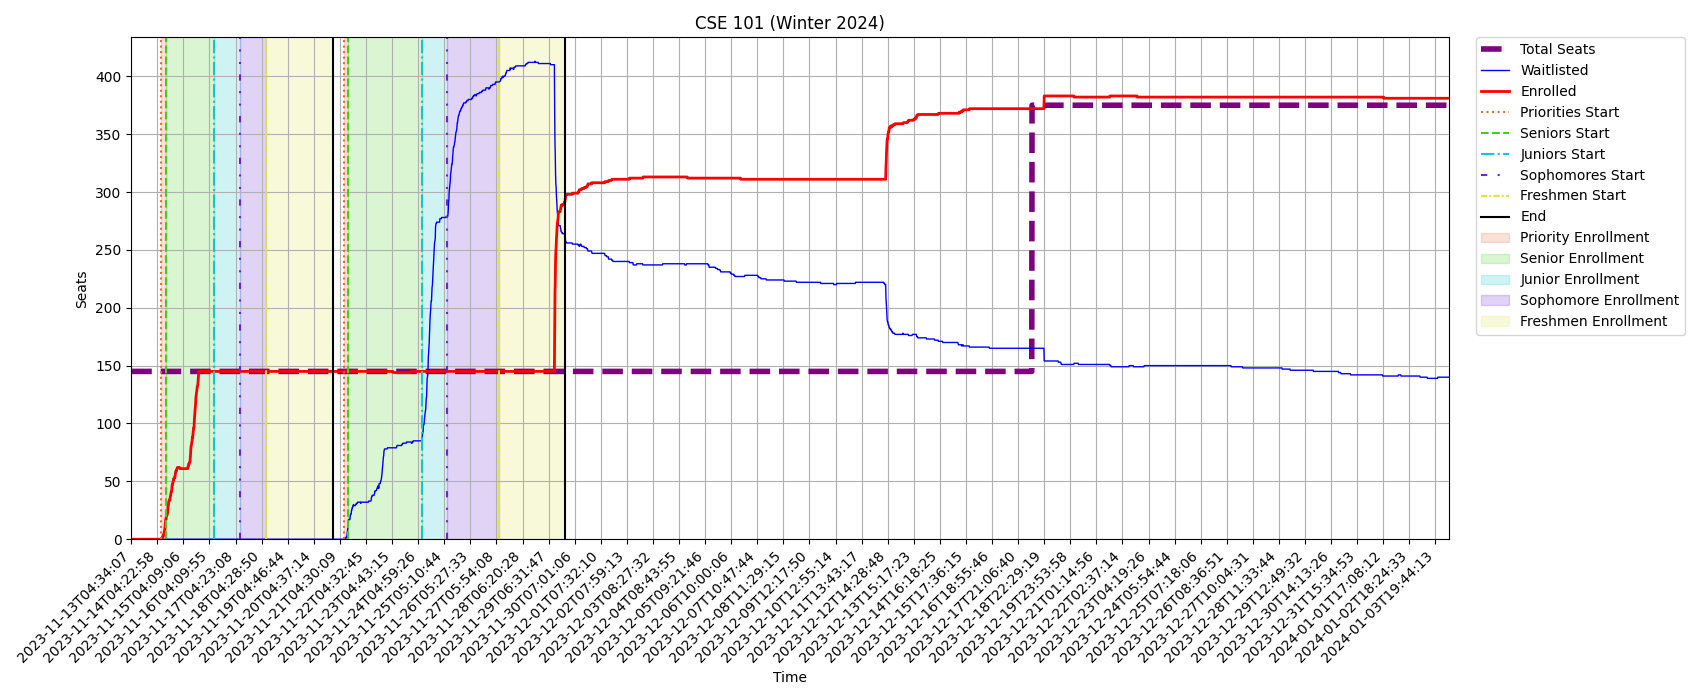 CSE 101 (Winter 2024)
Seats
400
350
300
250
200
150
100
50
0
2023-11-13T04:34:07
2023-11-14T04:22:58
2023-11-15T04:09:06
2023-11-16T04:09:55
2023-11-17T04:23:08
2023-11-18T04:28:50
2023-11-19T04:46:44
2023-11-20T04:37:14
2023-11-21T04:30:09
2023-11-22T04:32:45
2023-11-23T04:43:15
2023-11-24T04:59:26
2023-11-25T05:10:44
2023-11-26T05:27:33
2023-11-27T05:54:08
2023-11-28T06:20:28
2023-11-29T06:31:47
2023-11-30T07:01:06
2023-12-01T07:32:10
2023-12-02T07:59:13
2023-12-03T08:27:32
2023-12-04T08:43:55
2023-12-05T09:21:46
2023-12-06T10:00:06
2023-12-07T10:47:44
2023-12-08T11:29:15
2023-12-09T12:17:50
2023-12-10T12:55:14
2023-12-11T13:43:17
2023-12-12T14:28:48
2023-12-13T15:17:23
2023-12-14T16:18:25
2023-12-15T17:36:15
2023-12-16T18:55:46
2023-12-17T21:06:40
2023-12-18T22:29:19
2023-12-19T23:53:58
2023-12-21T01:14:56
2023-12-22T02:37:14
2023-12-23T04:19:26
2023-12-24T05:54:44
2023-12-25T07:18:06
2023-12-26T08:36:51
2023-12-27T10:04:31
2023-12-28T11:33:44
2023-12-29T12:49:32
2023-12-30T14:13:26
2023-12-31T15:34:53
2024-01-01T17:08:12
2024-01-02T18:24:33
2024-01-03T19:44:13
Time
Total Seats
Waitlisted
Enrolled
Priorities Start
Seniors Start
Juniors Start
Sophomores Start
Freshmen Start
End
Priority Enrollment
Senior Enrollment
Junior Enrollment
Sophomore Enrollment
Freshmen Enrollment